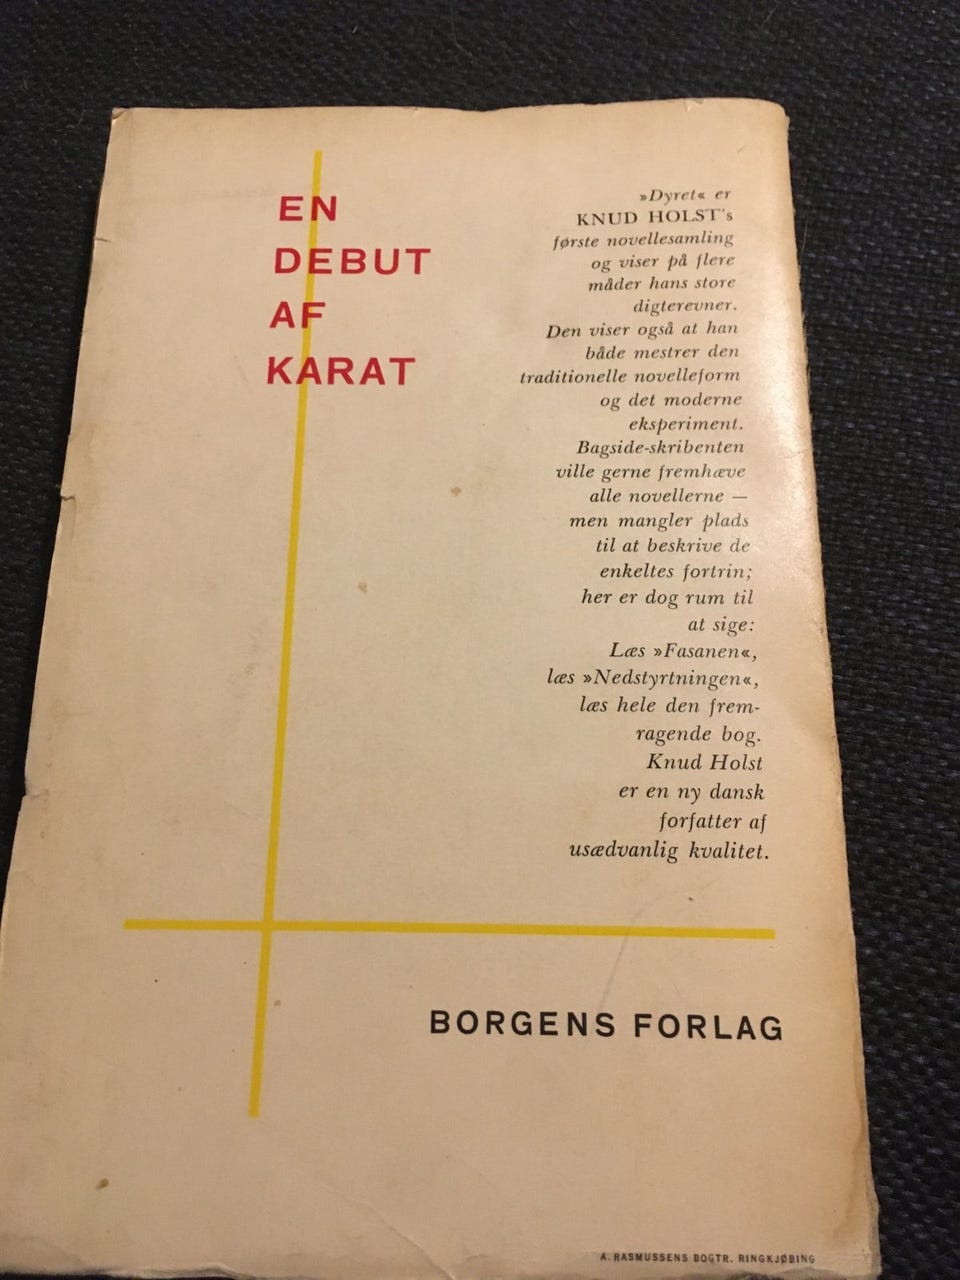 EN
DEBUT
AF
KARAT
»Dyret« er
KNUD HOLST's
første novellesamling
og viser på flere
måder hans store
digterevner.
Den viser også at han
både mestrer den
traditionelle novelleform
og det moderne
eksperiment.
Bagside-skribenten
ville gerne fremhæve
alle novellerne —
men mangler plads
til at beskrive de
enkeltes fortrin;
her er dog rum til
at sige:
Læs »Fasanen«,
læs »Nedstyrtningen«,
læs hele den frem-
ragende bog.
Knud Holst
er en ny dansk
forfatter af
usædvanlig kvalitet.
BORGENS FORLAG
A. RASMUSSENS BOGTR. RINGKJØBING